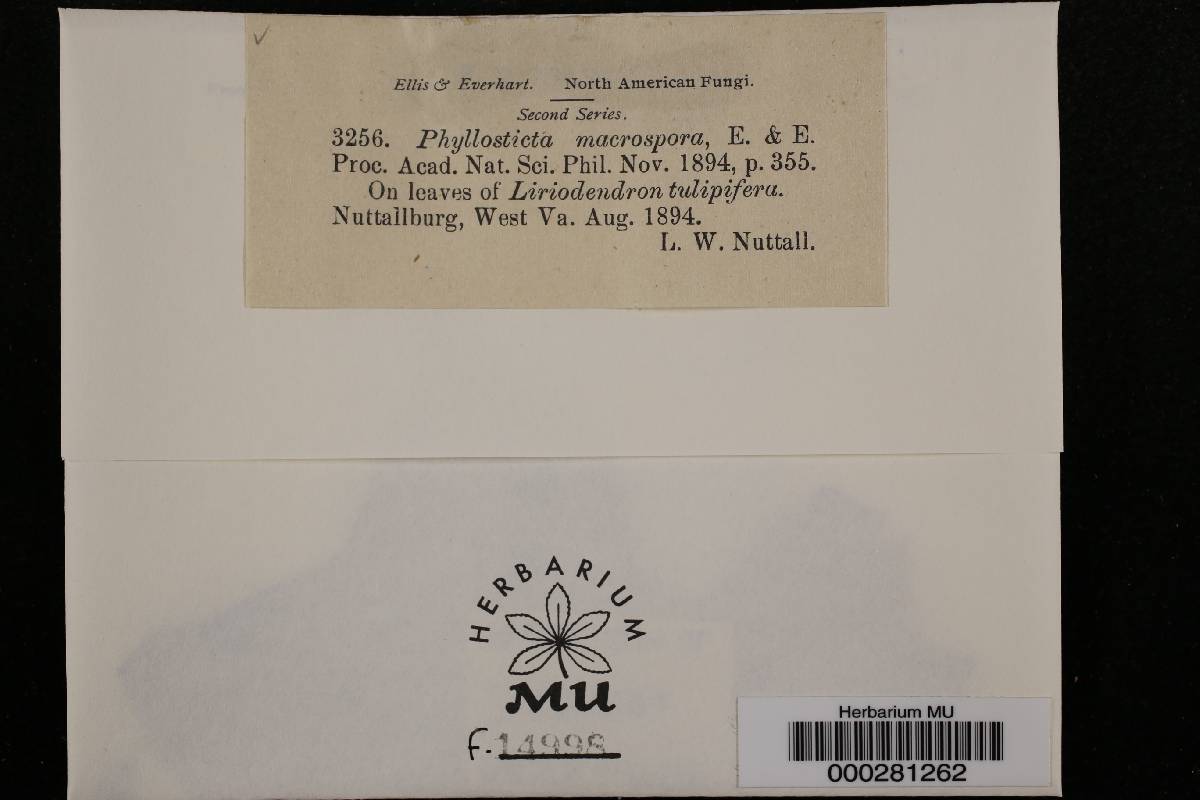 Ellis & Everhart. North American Fungi.
Second Series.
3256. Phyllosticta macrospora, E. & E.
Proc. Acad. Nat. Sci. Phil. Nov. 1894, p. 355.
On leaves of Liriodendron tulipifera.
Nuttallburg, West Va. Aug. 1894.
L. W. Nuttall.
HERBARIUM
MU
F. 14998
Herbarium MU
000281262